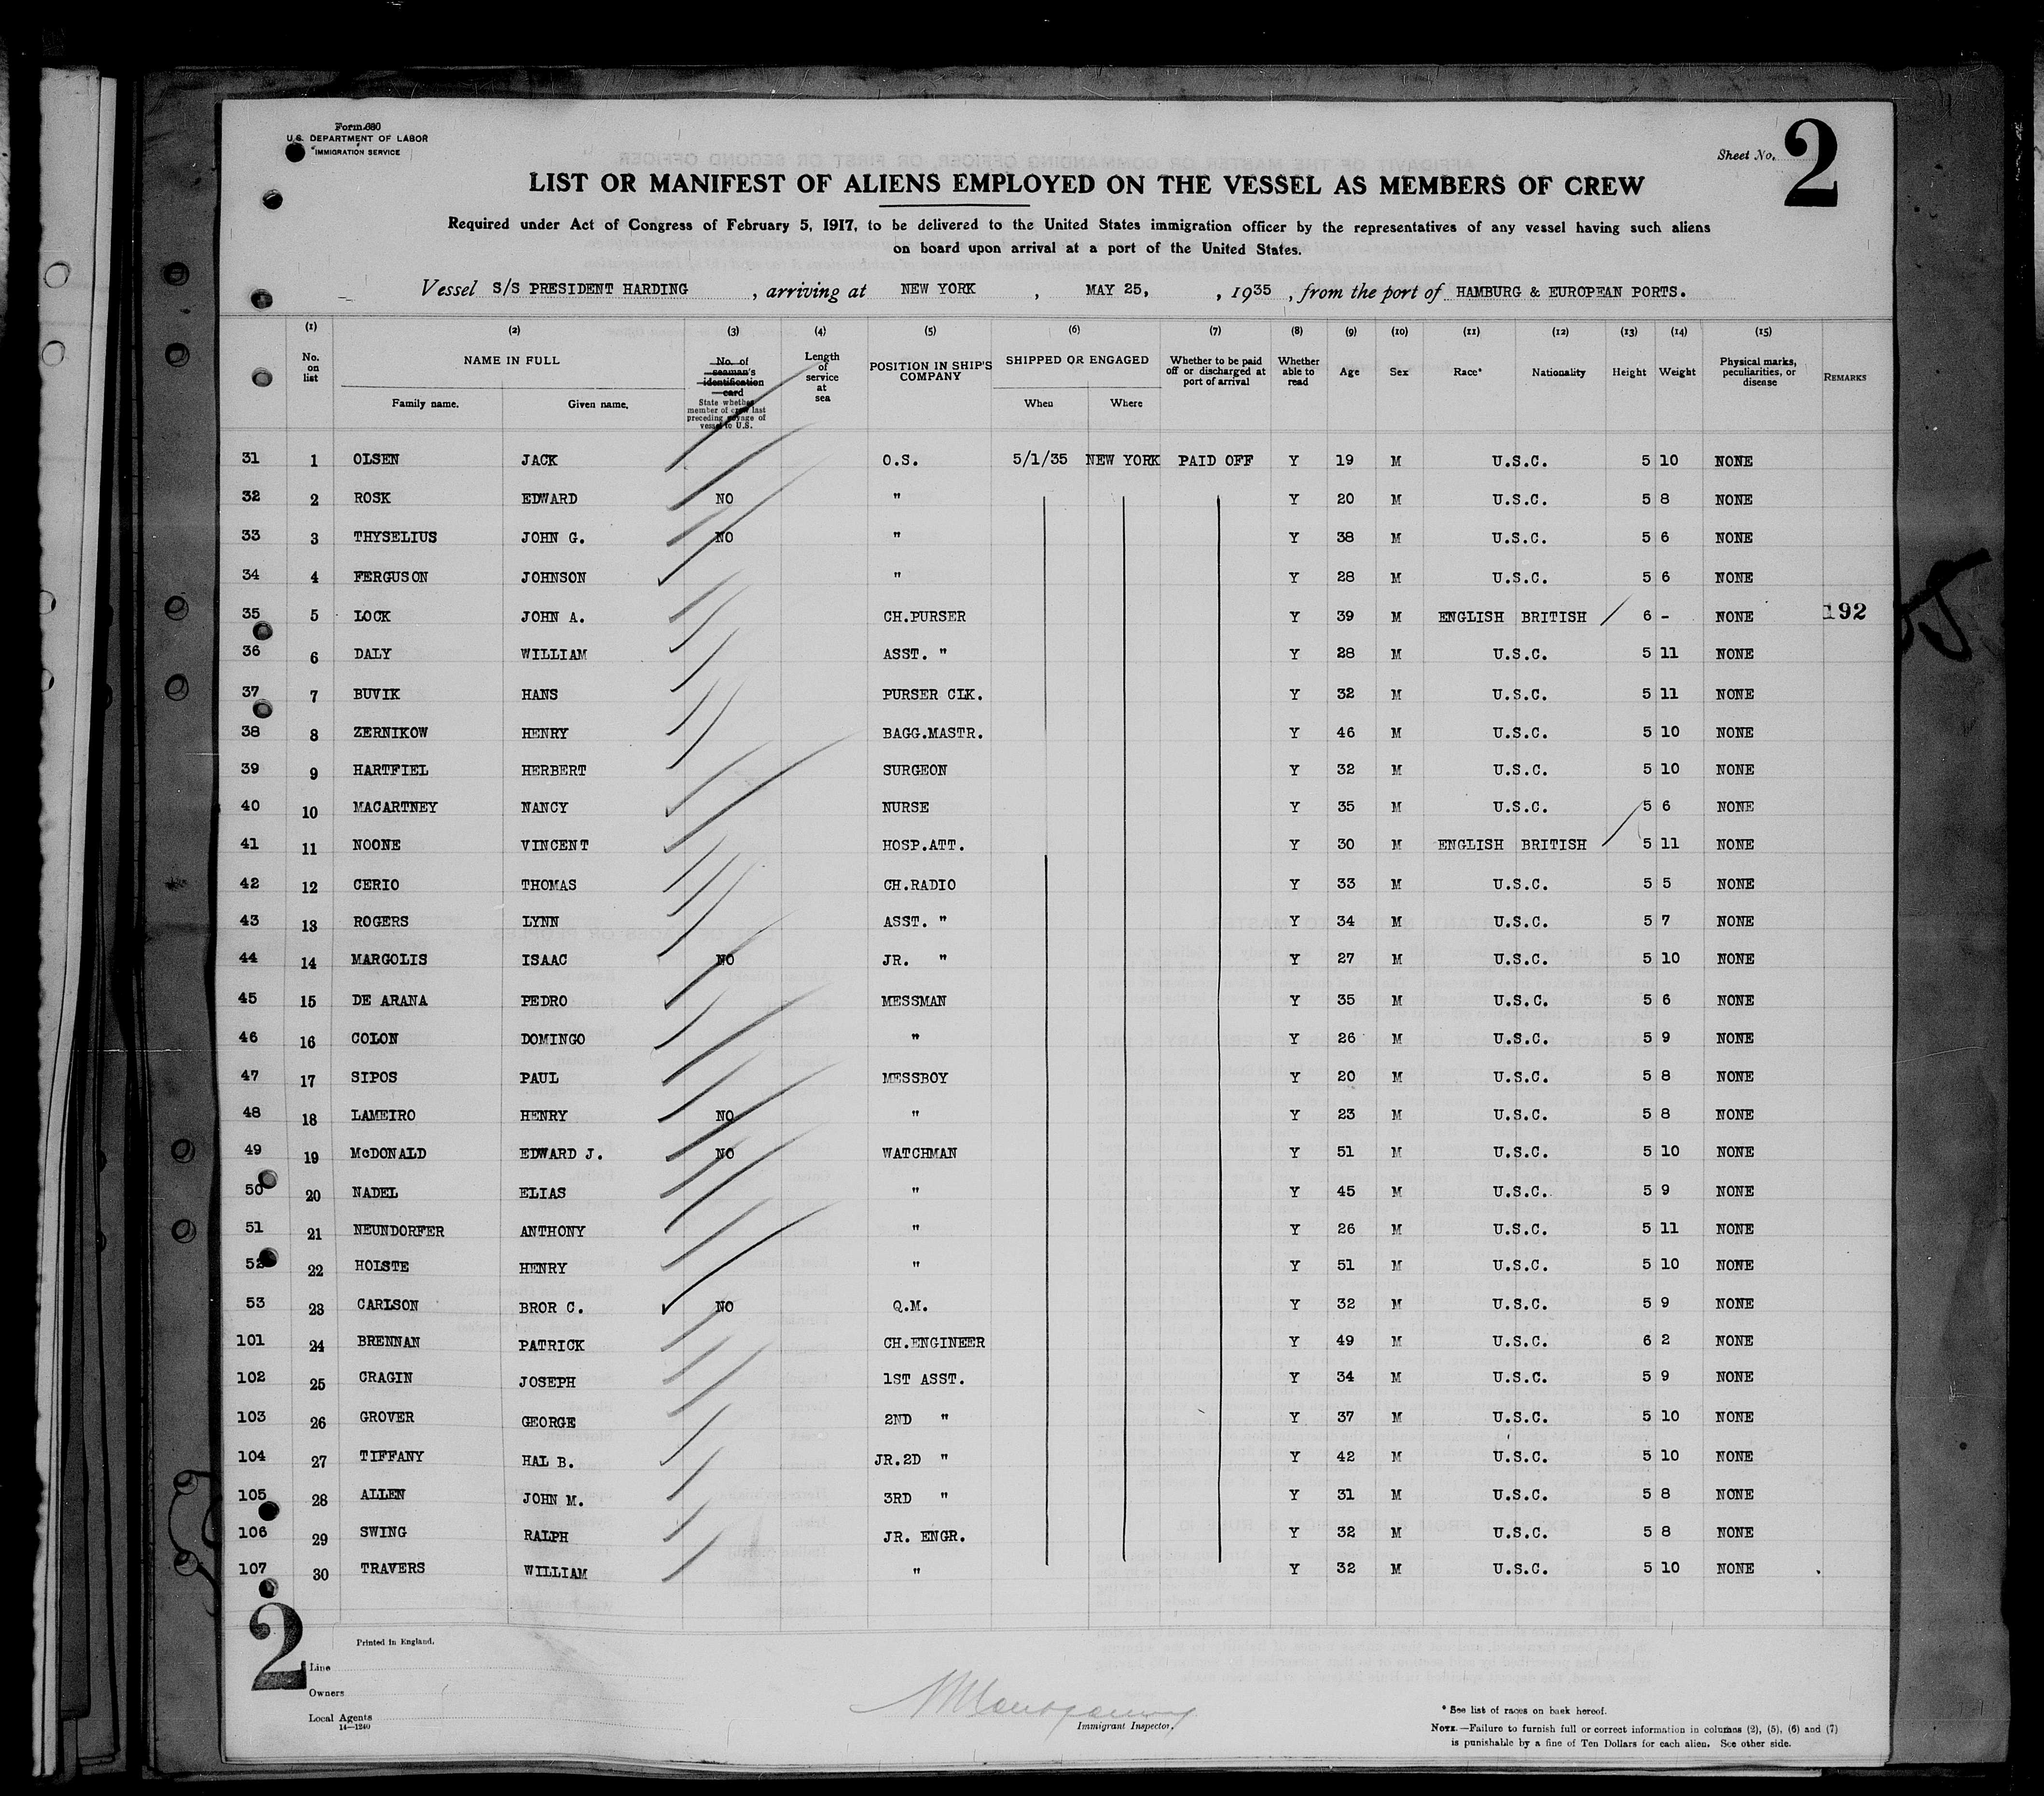 Form 680
U.S. DEPARTMENT OF LABOR
IMMIGRATION SERVICE
Sheet No. 2
LIST OR MANIFEST OF ALIENS EMPLOYED ON THE VESSEL AS MEMBERS OF CREW
Required under Act of Congress of February 5, 1917, to be delivered to the United States immigration officer by the representatives of any vessel having such aliens
on board upon arrival at a port of the United States.
Vessel S/S PRESIDENT HARDING, arriving at NEW YORK, MAY 25, , 1935, from the port of HAMBURG & EUROPEAN PORTS.
(1) (2) (3) (4) (5) (6) (7) (8) (9) (10) (11) (12) (13) (14) (15)
No. on list NAME IN FULL No. of seaman's identification card Length of service at sea POSITION IN SHIP'S COMPANY SHIPPED OR ENGAGED Whether to be paid off or discharged at port of arrival Whether able to read Age Sex Race* Nationality Height Weight Physical marks, peculiarities, or disease REMARKS
Family name. Given name. State whether member of crew last preceding voyage of vessel to U.S. When Where
31 1 OLSEN JACK O.S. 5/1/35 NEW YORK PAID OFF Y 19 M U.S.C. 5 10 NONE
32 2 ROSK EDWARD NO " Y 20 M U.S.C. 5 8 NONE
33 3 THYSELIUS JOHN G. NO " Y 38 M U.S.C. 5 6 NONE
34 4 FERGUSON JOHNSON " Y 28 M U.S.C. 5 6 NONE
35 5 LOCK JOHN A. CH.PURSER Y 39 M ENGLISH BRITISH 6 - NONE 192
36 6 DALY WILLIAM ASST. " Y 28 M U.S.C. 5 11 NONE
37 7 BUVIK HANS PURSER CLK. Y 32 M U.S.C. 5 11 NONE
38 8 ZERNIKOW HENRY BAGG.MASTR. Y 46 M U.S.C. 5 10 NONE
39 9 HARTFIEL HERBERT SURGEON Y 32 M U.S.C. 5 10 NONE
40 10 MACARTNEY NANCY NURSE Y 35 M U.S.C. 5 6 NONE
41 11 NOONE VINCENT HOSP.ATT. Y 30 M ENGLISH BRITISH 5 11 NONE
42 12 CERIO THOMAS CH.RADIO Y 33 M U.S.C. 5 5 NONE
43 13 ROGERS LYNN ASST. " Y 34 M U.S.C. 5 7 NONE
44 14 MARGOLIS ISAAC NO JR. " Y 27 M U.S.C. 5 10 NONE
45 15 DE ARANA PEDRO MESSMAN Y 35 M U.S.C. 5 6 NONE
46 16 COLON DOMINGO " Y 26 M U.S.C. 5 9 NONE
47 17 SIPOS PAUL MESSBOY Y 20 M U.S.C. 5 8 NONE
48 18 LAMEIRO HENRY NO " Y 23 M U.S.C. 5 8 NONE
49 19 McDONALD EDWARD J. NO WATCHMAN Y 51 M U.S.C. 5 10 NONE
50 20 NADEL ELIAS " Y 45 M U.S.C. 5 9 NONE
51 21 NEUNDORFER ANTHONY " Y 26 M U.S.C. 5 11 NONE
52 22 HOLSTE HENRY " Y 51 M U.S.C. 5 10 NONE
53 23 CARLSON BROR C. NO Q.M. Y 32 M U.S.C. 5 9 NONE
101 24 BRENNAN PATRICK CH.ENGINEER Y 49 M U.S.C. 6 2 NONE
102 25 CRAGIN JOSEPH 1ST ASST. Y 34 M U.S.C. 5 9 NONE
103 26 GROVER GEORGE 2ND " Y 37 M U.S.C. 5 10 NONE
104 27 TIFFANY HAL B. JR.2D " Y 42 M U.S.C. 5 10 NONE
105 28 ALLEN JOHN M. 3RD " Y 31 M U.S.C. 5 8 NONE
106 29 SWING RALPH JR. ENGR. Y 32 M U.S.C. 5 8 NONE
107 30 TRAVERS WILLIAM " Y 32 M U.S.C. 5 10 NONE
2
Printed in England.
Line
Owners
Local Agents
14—1240
Immigrant Inspector.
* See list of races on back hereof.
NOTE.—Failure to furnish full or correct information in columns (2), (5), (6) and (7)
is punishable by a fine of Ten Dollars for each alien. See other side.